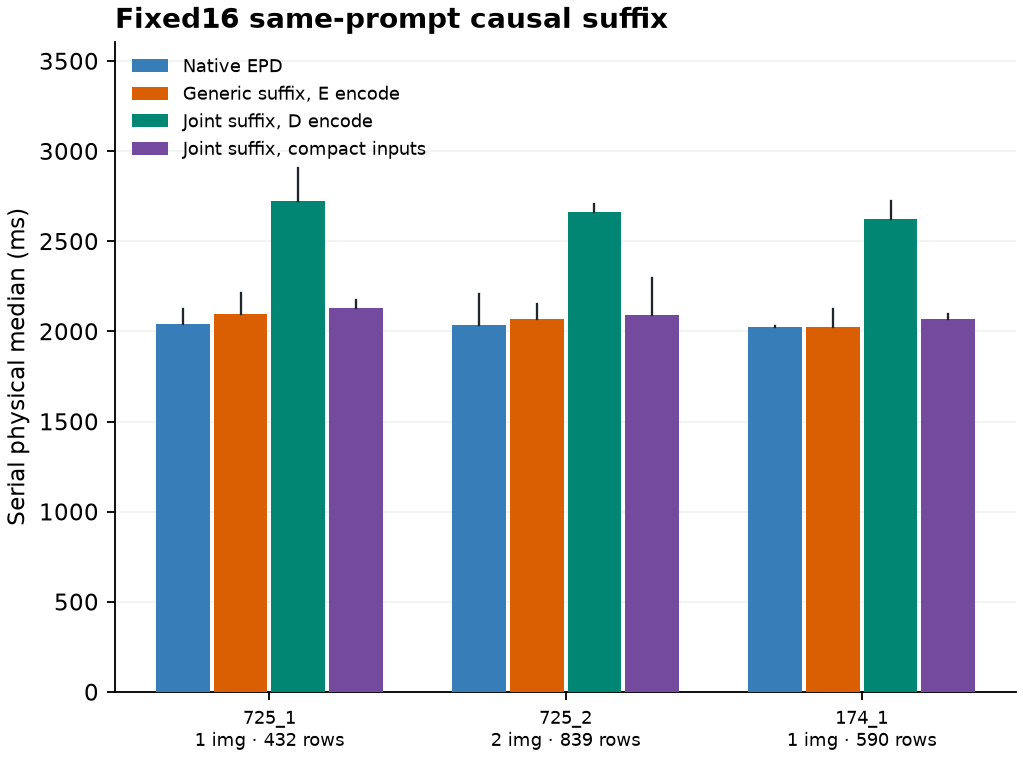 Fixed16 same-prompt causal suffix
Serial physical median (ms)
3500
3000
2500
2000
1500
1000
500
0
Native EPD
Generic suffix, E encode
Joint suffix, D encode
Joint suffix, compact inputs
725_1
1 img · 432 rows
725_2
2 img · 839 rows
174_1
1 img · 590 rows